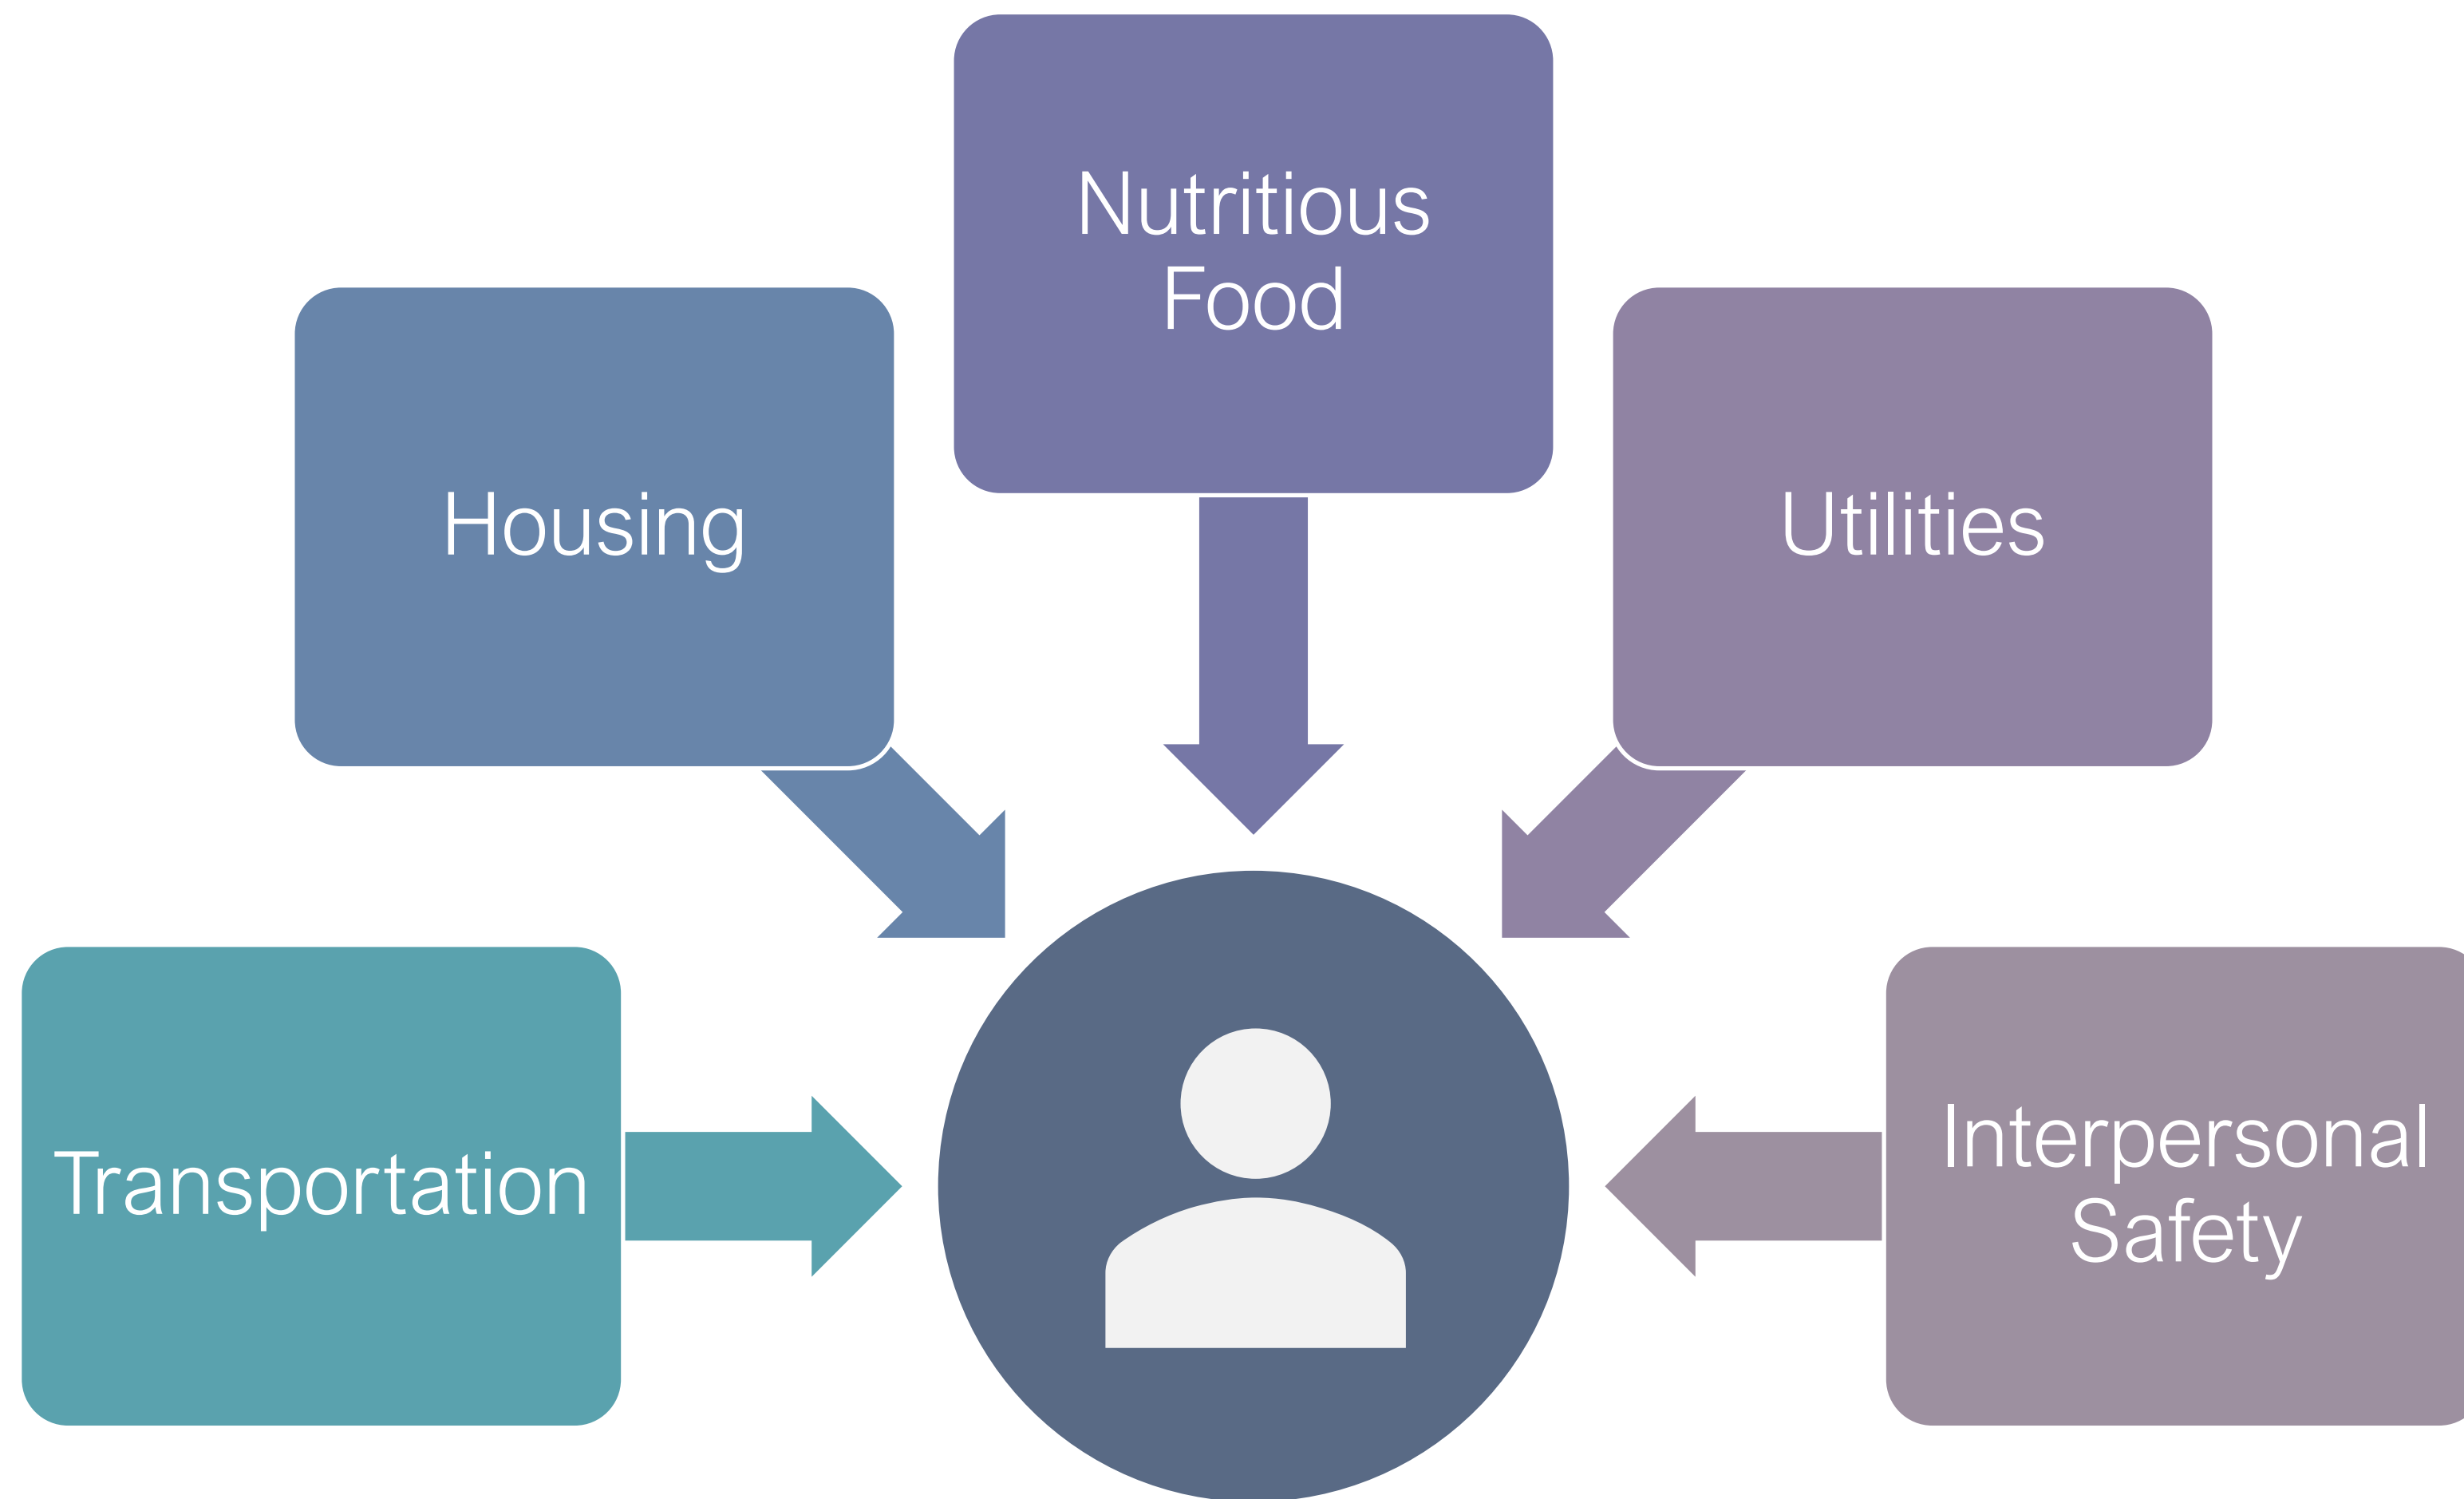 Nutritious
Food
Housing
Utilities
Transportation
Interpersonal
Safety